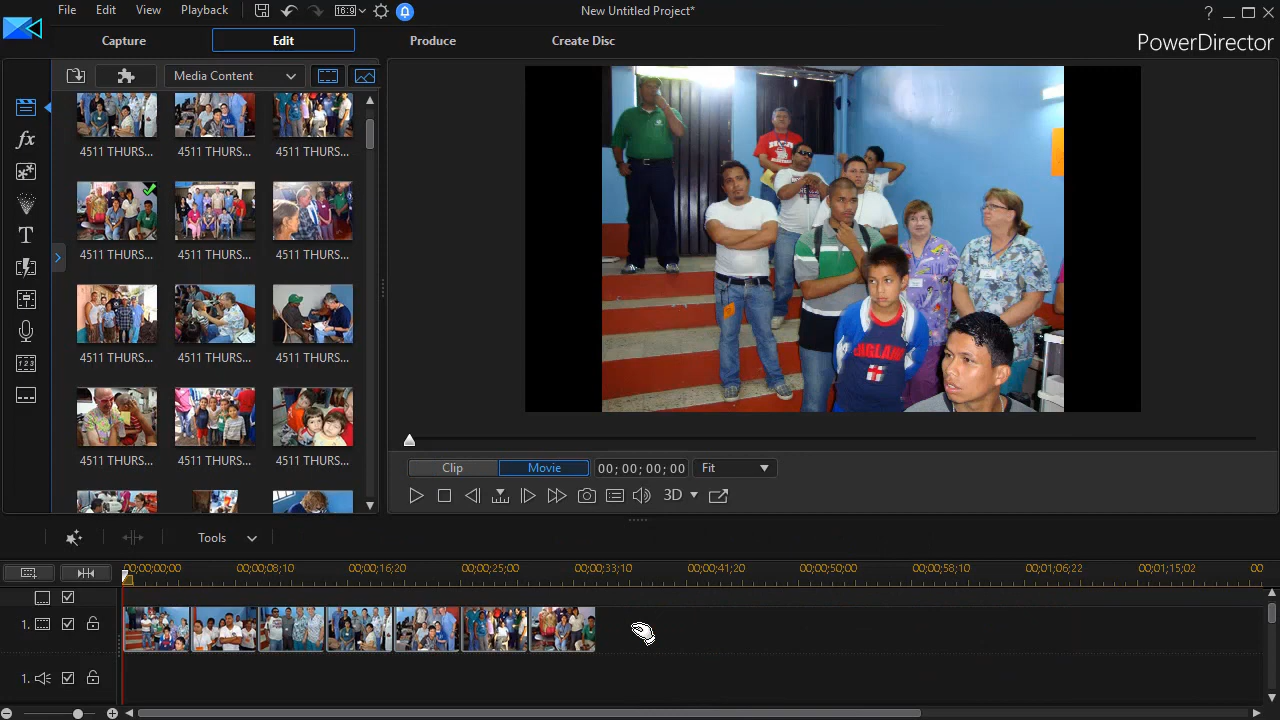 File Edit View Playback 16:9 New Untitled Project* ?
Capture Edit Produce Create Disc PowerDirector
Media Content
4511 THURS... 4511 THURS... 4511 THURS...
4511 THURS... 4511 THURS... 4511 THURS...
fx
T
4511 THURS... 4511 THURS... 4511 THURS...
4511 THURS... 4511 THURS... 4511 THURS...
ENGLAND
Clip Movie 00; 00; 00; 00 Fit
3D
Tools
00;00;00;00 00;00;08;10 00;00;16;20 00;00;25;00 00;00;33;10 00;00;41;20 00;00;50;00 00;00;58;10 00;01;06;22 00;01;15;02 00
1.
1.